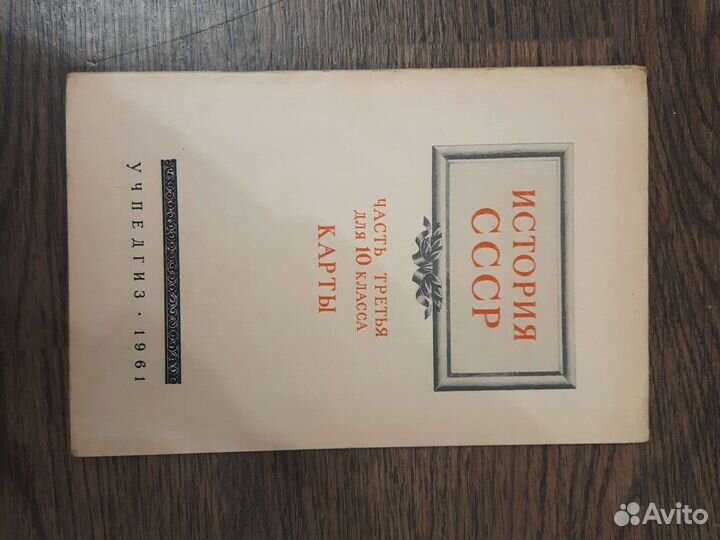 ИСТОРИЯ
СССР
ЧАСТЬ ТРЕТЬЯ
ДЛЯ 10 КЛАССА
КАРТЫ
УЧПЕДГИЗ · 1961
Avito